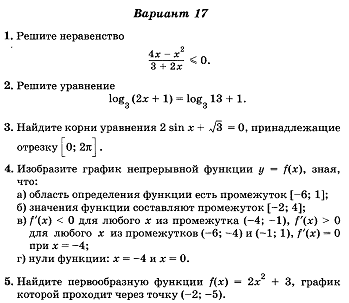 Вариант 17
1. Решите неравенство
(4x − x²)/(3 + 2x) ⩽ 0.
2. Решите уравнение
log₃ (2x + 1) = log₃ 13 + 1.
3. Найдите корни уравнения 2 sin x + √3 = 0, принадлежащие
отрезку [0; 2π].
4. Изобразите график непрерывной функции y = f(x), зная,
что:
а) область определения функции есть промежуток [−6; 1];
б) значения функции составляют промежуток [−2; 4];
в) f′(x) < 0 для любого x из промежутка (−4; −1), f′(x) > 0
для любого x из промежутков (−6; −4) и (−1; 1), f′(x) = 0
при x = −4;
г) нули функции: x = −4 и x = 0.
5. Найдите первообразную функции f(x) = 2x² + 3, график
которой проходит через точку (−2; −5).